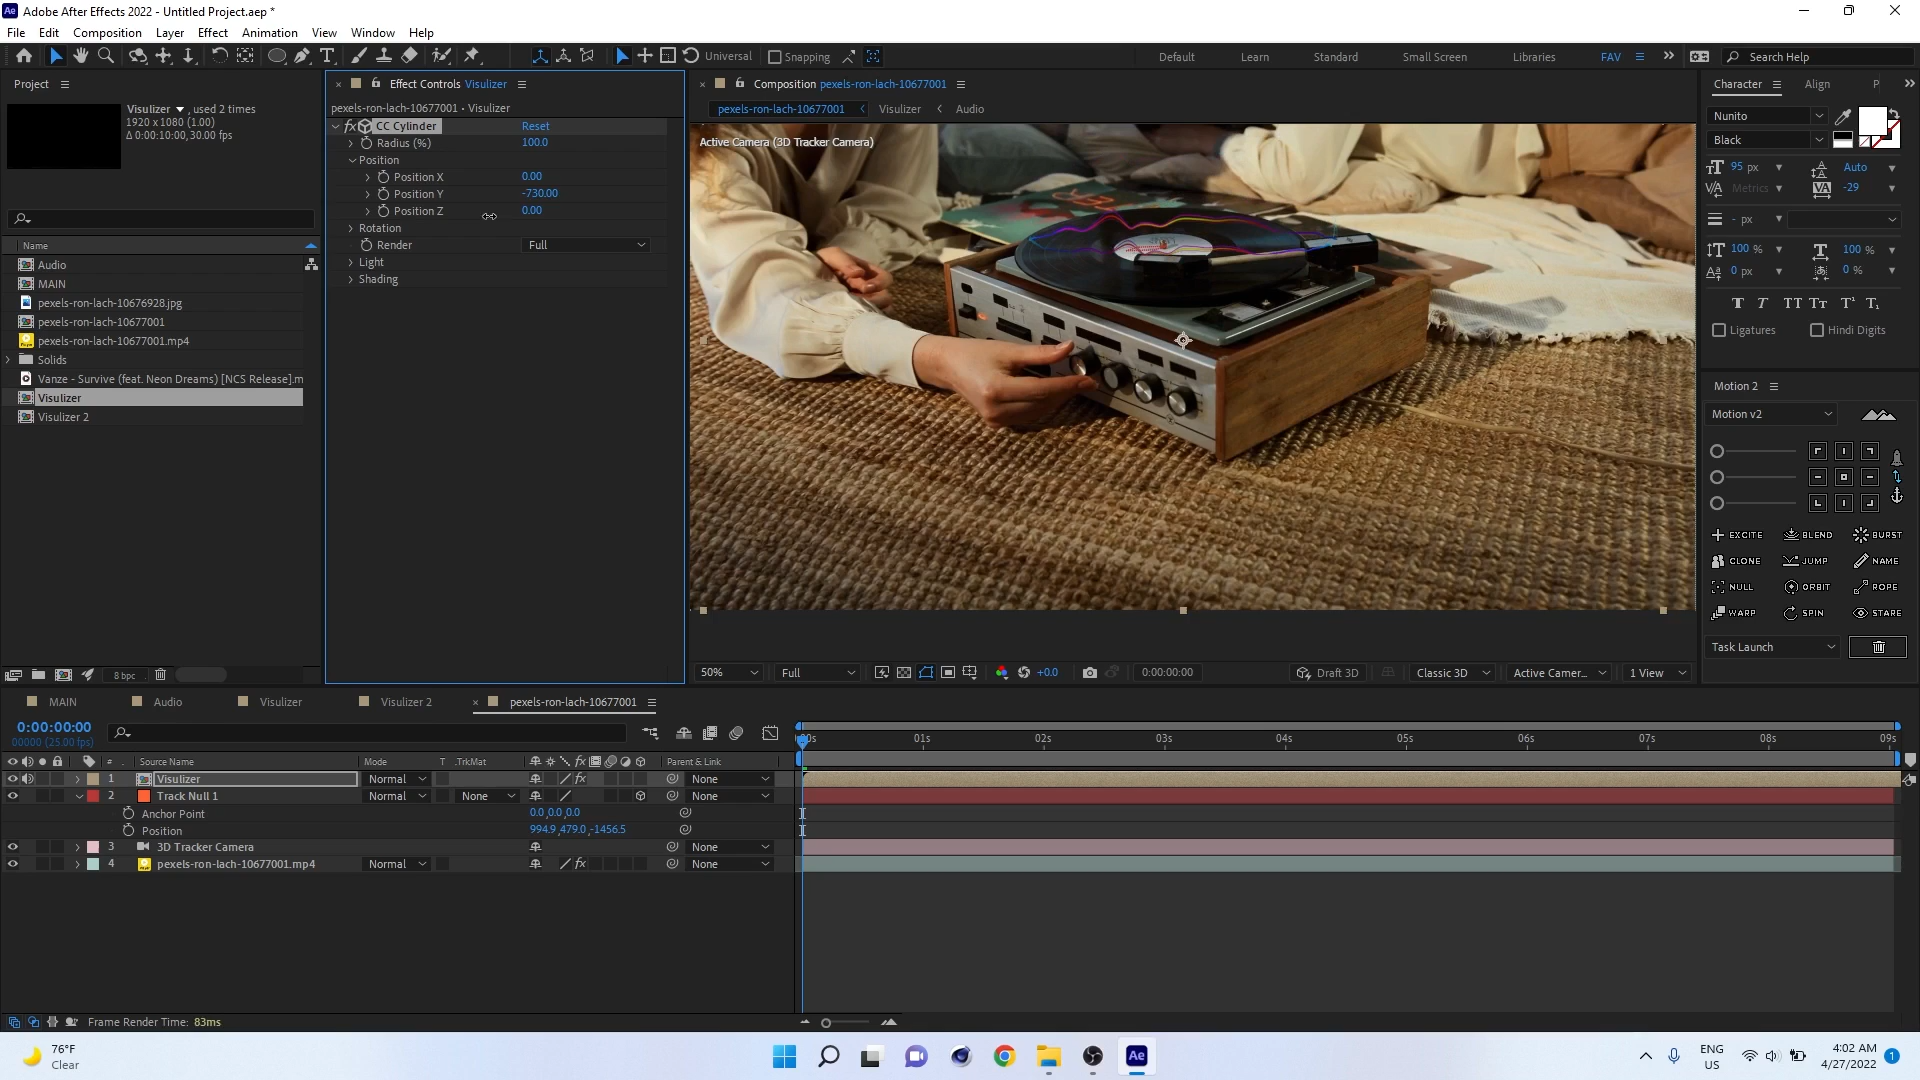 Adobe After Effects 2022 - Untitled Project.aep *
File Edit Composition Layer Effect Animation View Window Help
Universal Snapping Default Learn Standard Small Screen Libraries FAV Search Help
Project
Visulizer , used 2 times
1920 x 1080 (1.00)
Δ 0:00:10:00, 30.00 fps
Name
Audio
MAIN
pexels-ron-lach-10676928.jpg
pexels-ron-lach-10677001
pexels-ron-lach-10677001.mp4
Solids
Vanze - Survive (feat. Neon Dreams) [NCS Release].m
Visulizer
Visulizer 2
8 bpc
Effect Controls Visulizer
pexels-ron-lach-10677001 • Visulizer
fx CC Cylinder Reset
Radius (%) 100.0
Position
Position X 0.00
Position Y -730.00
Position Z 0.00
Rotation
Render Full
Light
Shading
Composition pexels-ron-lach-10677001
pexels-ron-lach-10677001 Visulizer Audio
Active Camera (3D Tracker Camera)
50% Full +0.0 0:00:00:00 Draft 3D Classic 3D Active Camer... 1 View
Character Align P
Nunito
Black
95 px Auto
Metrics -29
- px
100 % 100 %
0 px 0 %
T T TT Tt T¹ T₁
Ligatures Hindi Digits
Motion 2
Motion v2
EXCITE BLEND BURST
CLONE JUMP NAME
NULL ORBIT ROPE
WARP SPIN STARE
Task Launch
MAIN Audio Visulizer Visulizer 2 pexels-ron-lach-10677001
0:00:00:00
00000 (25.00 fps)
:00s 01s 02s 03s 04s 05s 06s 07s 08s 09s
# Source Name Mode T .TrkMat fx Parent & Link
1 Visulizer Normal fx None
2 Track Null 1 Normal None None
Anchor Point 0.0,0.0,0.0
Position 994.9,479.0,-1456.5
3 3D Tracker Camera None
4 pexels-ron-lach-10677001.mp4 Normal fx None
Frame Render Time: 83ms
76°F
Clear
ENG
US
4:02 AM
4/27/2022
1